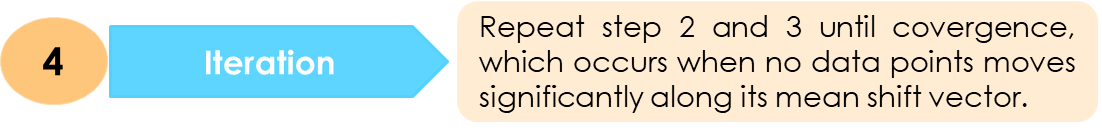 4
Iteration
Repeat step 2 and 3 until covergence,
which occurs when no data points moves
significantly along its mean shift vector.